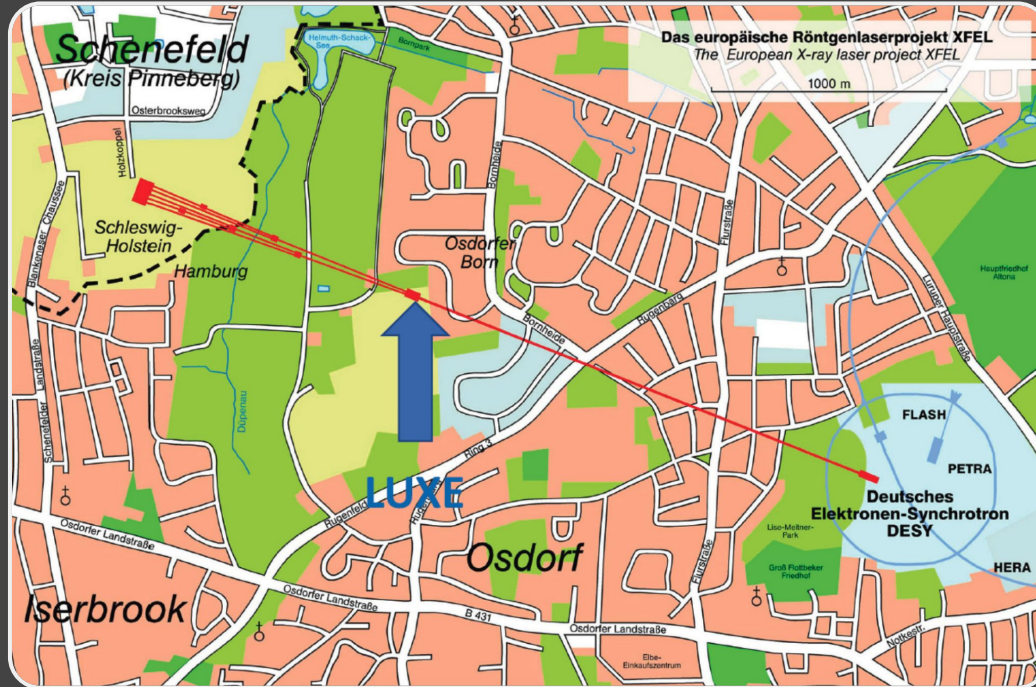 Schenefeld
(Kreis Pinneberg)
Helmuth-Schack-
See
Bornpark
Das europäische Röntgenlaserprojekt XFEL
The European X-ray laser project XFEL
1000 m
Osterbrooksweg
Holzkoppel
Blankeneser Chaussee
Schleswig-
Holstein
Hamburg
Bornheide
Osdorfer
Born
Flurstraße
Rugenbarg
Luruper Hauptstraße
Hauptfriedhof
Altona
Bornheide
Düpenau
Schenefelder Landstraße
FLASH
PETRA
Deutsches
Elektronen-Synchrotron
DESY
HERA
Ring 3
LUXE
Rugenfeld
Lise-Meitner-
Park
Groß Flottbeker
Friedhof
Flurstraße
Osdorfer Landstraße
Osdorf
Iserbrook
Osdorfer Landstraße
B 431
Osdorfer Landstraße
Notkestr.
Elbe-
Einkaufszentrum